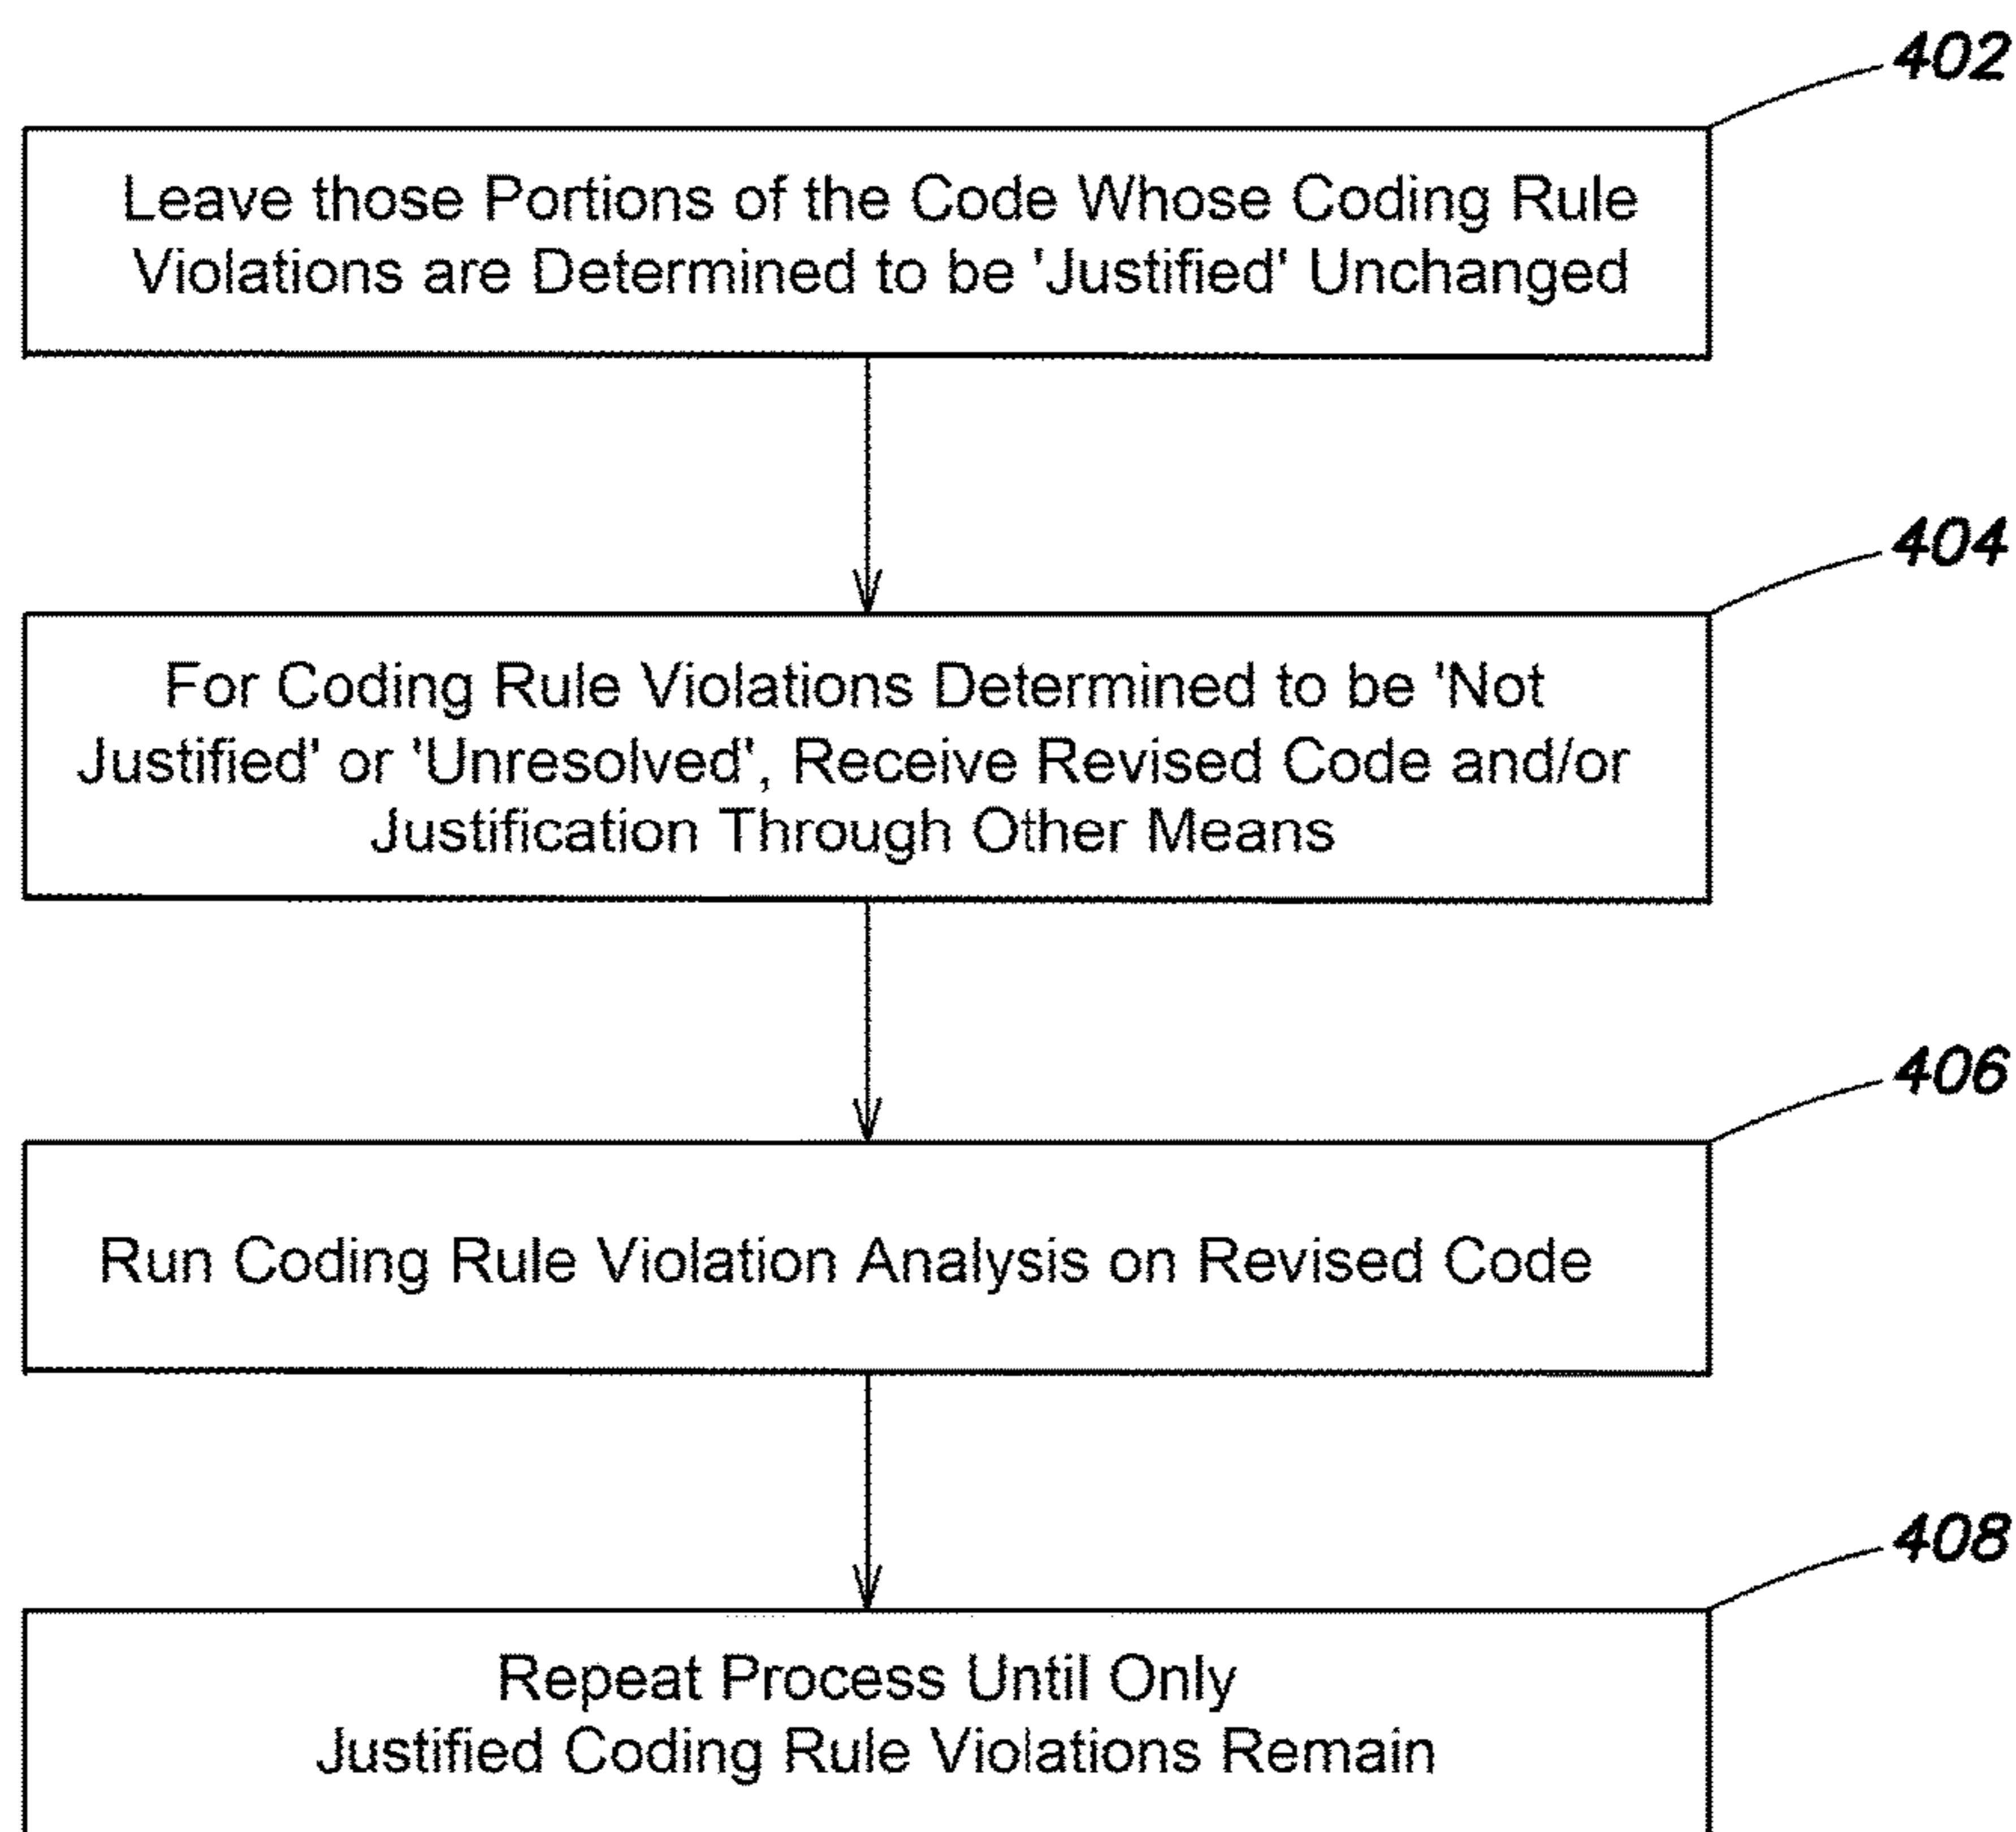 402
Leave those Portions of the Code Whose Coding Rule
Violations are Determined to be 'Justified' Unchanged
404
For Coding Rule Violations Determined to be 'Not
Justified' or 'Unresolved', Receive Revised Code and/or
Justification Through Other Means
406
Run Coding Rule Violation Analysis on Revised Code
408
Repeat Process Until Only
Justified Coding Rule Violations Remain